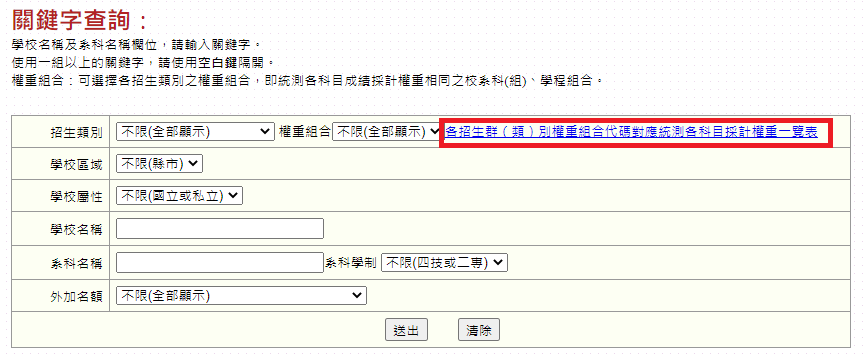 關鍵字查詢：
學校名稱及系科名稱欄位，請輸入關鍵字。
使用一組以上的關鍵字，請使用空白鍵隔開。
權重組合：可選擇各招生類別之權重組合，即統測各科目成績採計權重相同之校系科(組)、學程組合。
招生類別 不限(全部顯示) 權重組合 不限(全部顯示) 各招生群（類）別權重組合代碼對應統測各科目採計權重一覽表
學校區域 不限(縣市)
學校屬性 不限(國立或私立)
學校名稱
系科名稱 系科學制 不限(四技或二專)
外加名額 不限(全部顯示)
送出 清除